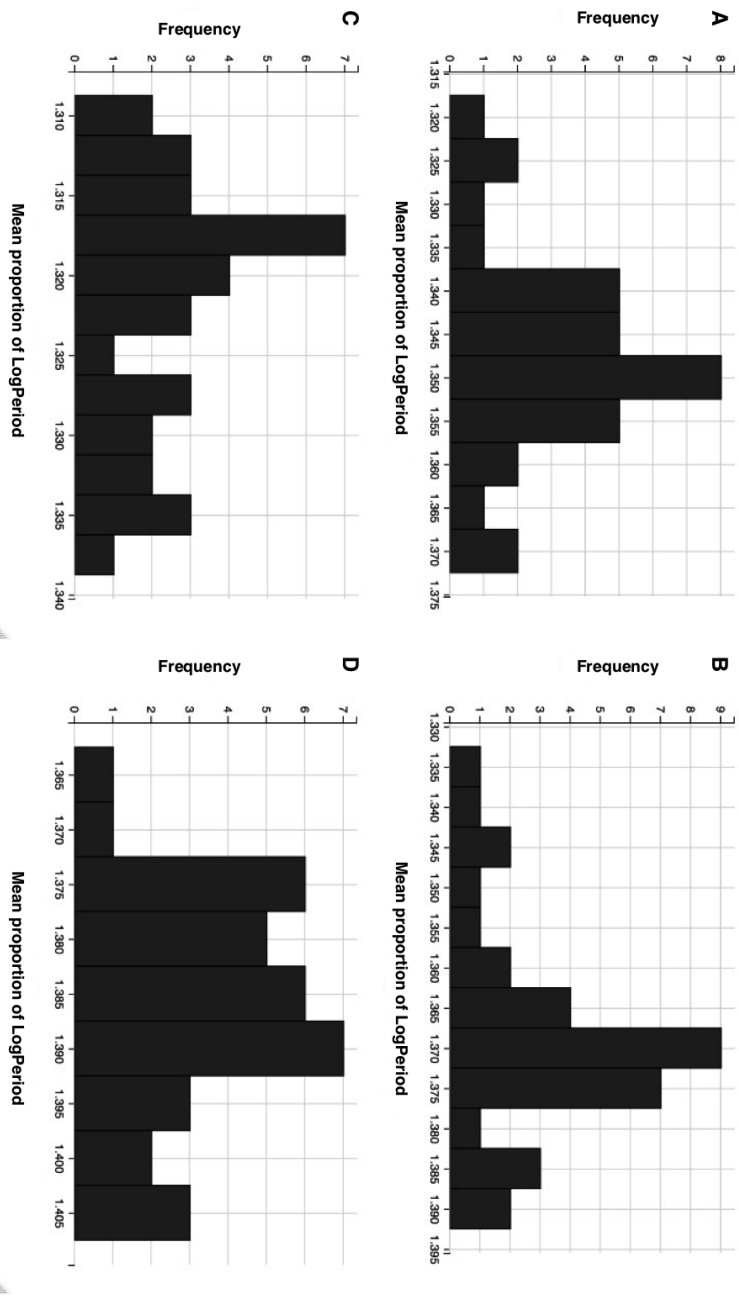 A
Frequency
0 1 2 3 4 5 6 7 8
1.315 1.320 1.325 1.330 1.335 1.340 1.345 1.350 1.355 1.360 1.365 1.370 1.375
Mean proportion of LogPeriod
B
Frequency
0 1 2 3 4 5 6 7 8 9
1.330 1.335 1.340 1.345 1.350 1.355 1.360 1.365 1.370 1.375 1.380 1.385 1.390 1.395
Mean proportion of LogPeriod
C
Frequency
0 1 2 3 4 5 6 7
1.310 1.315 1.320 1.325 1.330 1.335 1.340
Mean proportion of LogPeriod
D
Frequency
0 1 2 3 4 5 6 7
1.365 1.370 1.375 1.380 1.385 1.390 1.395 1.400 1.405
Mean proportion of LogPeriod